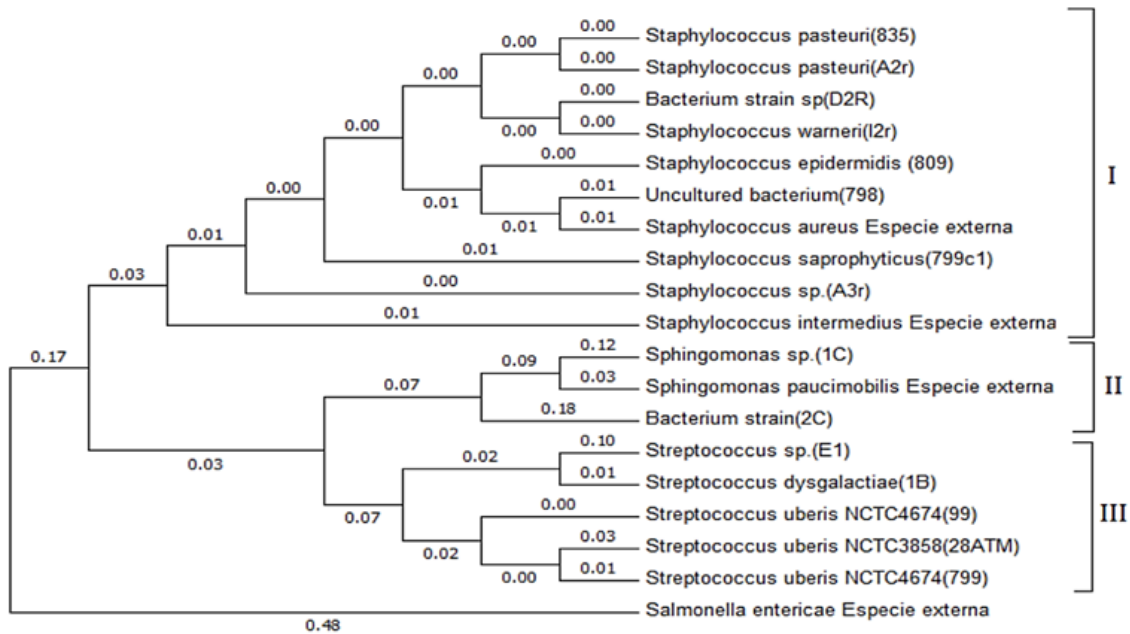 0.00
Staphylococcus pasteuri(835)
0.00
0.00
Staphylococcus pasteuri(A2r)
0.00
0.00
Bacterium strain sp(D2R)
0.00
0.00
0.00
Staphylococcus warneri(I2r)
0.00
Staphylococcus epidermidis (809)
0.00
0.01
Uncultured bacterium(798)
I
0.01
0.01
0.01
Staphylococcus aureus Especie externa
0.01
0.01
Staphylococcus saprophyticus(799c1)
0.03
0.00
Staphylococcus sp.(A3r)
0.01
Staphylococcus intermedius Especie externa
0.17
0.12
Sphingomonas sp.(1C)
0.09
0.07
0.03
Sphingomonas paucimobilis Especie externa
II
0.18
Bacterium strain(2C)
0.10
Streptococcus sp.(E1)
0.03
0.02
0.01
Streptococcus dysgalactiae(1B)
0.07
0.00
Streptococcus uberis NCTC4674(99)
III
0.02
0.03
Streptococcus uberis NCTC3858(28ATM)
0.00
0.01
Streptococcus uberis NCTC4674(799)
Salmonella entericae Especie externa
0.48